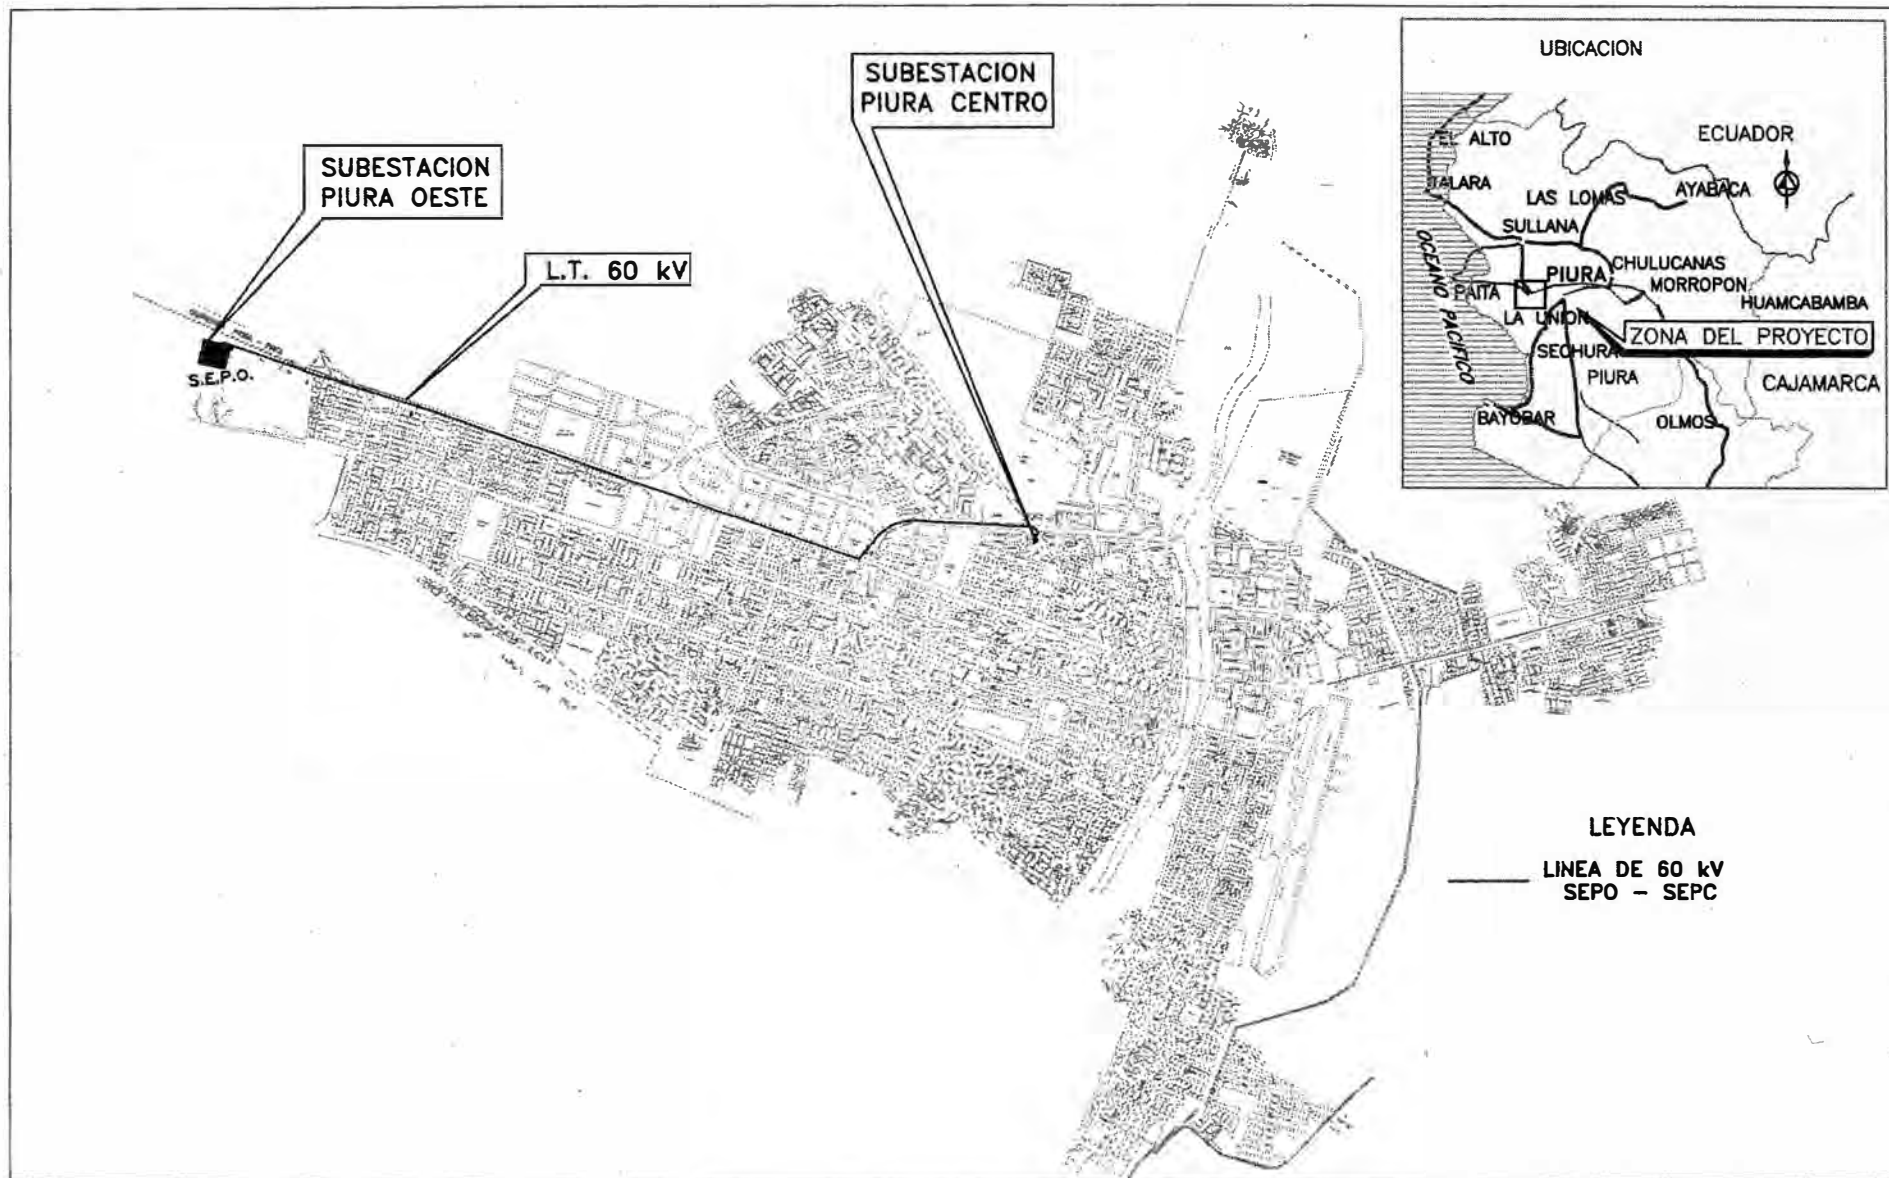 SUBESTACION
PIURA OESTE
SUBESTACION
PIURA CENTRO
L.T. 60 kV
S.E.P.O.
UBICACION
EL ALTO
ECUADOR
TALARA
LAS LOMAS
AYABACA
SULLANA
OCEANO PACIFICO
CHULUCANAS
PIURA
MORROPON
PAITA
HUAMCABAMBA
LA UNION
ZONA DEL PROYECTO
SECHURA
PIURA
CAJAMARCA
BAYOBAR
OLMOS
LEYENDA
LINEA DE 60 kV
SEPO - SEPC